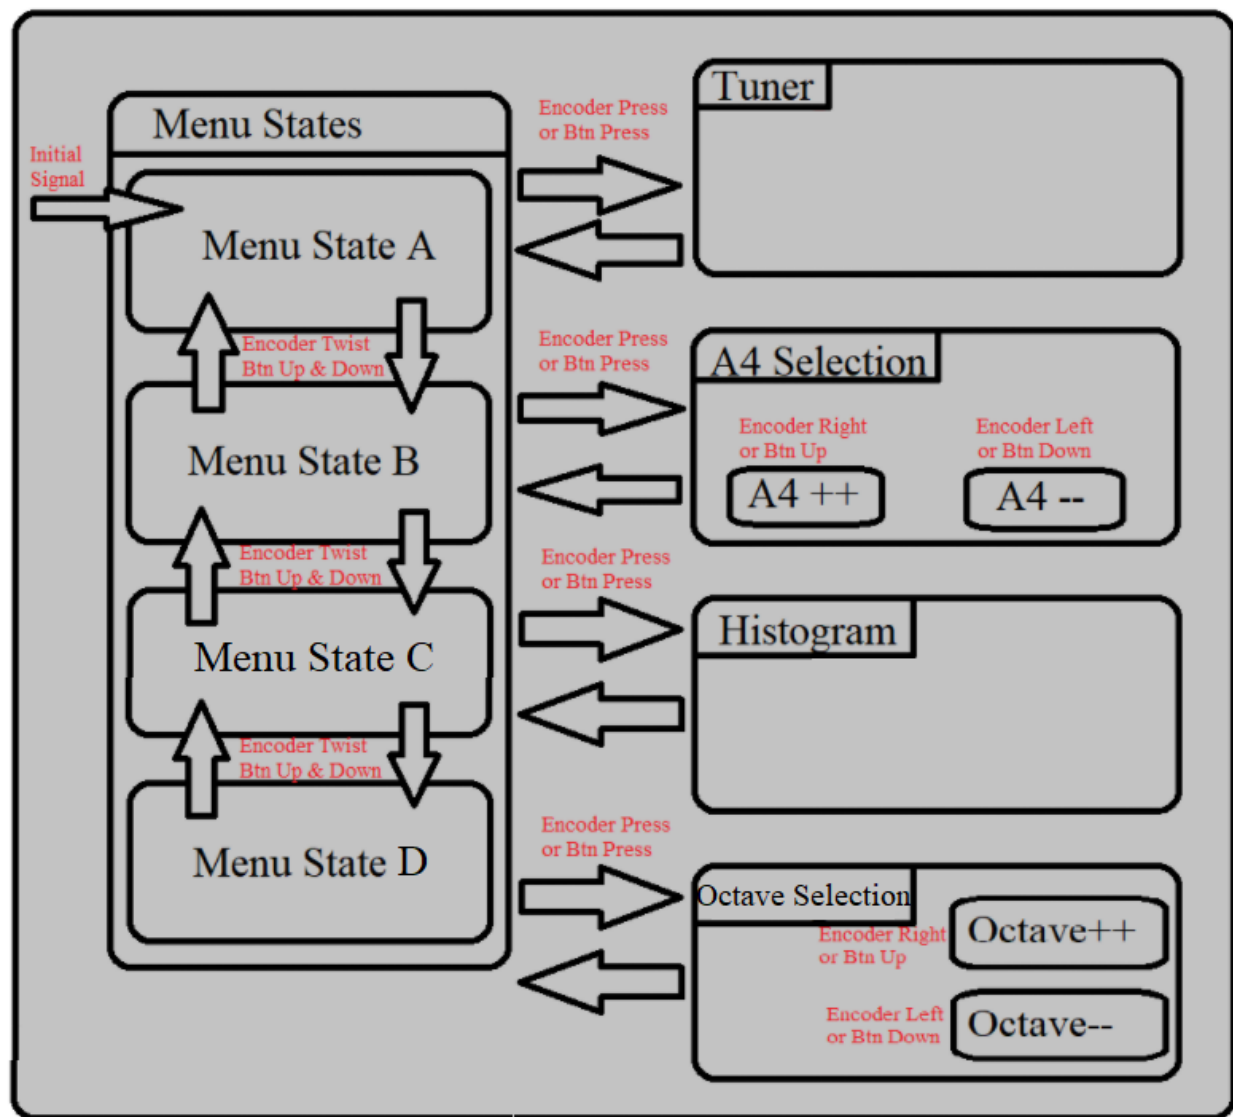 Menu States
Initial
Signal
Menu State A
Encoder Twist
Btn Up & Down
Menu State B
Encoder Twist
Btn Up & Down
Menu State C
Encoder Twist
Btn Up & Down
Menu State D
Encoder Press
or Btn Press
Tuner
Encoder Press
or Btn Press
A4 Selection
Encoder Right
or Btn Up
A4 ++
Encoder Left
or Btn Down
A4 --
Encoder Press
or Btn Press
Histogram
Encoder Press
or Btn Press
Octave Selection
Encoder Right
or Btn Up
Octave++
Encoder Left
or Btn Down
Octave--